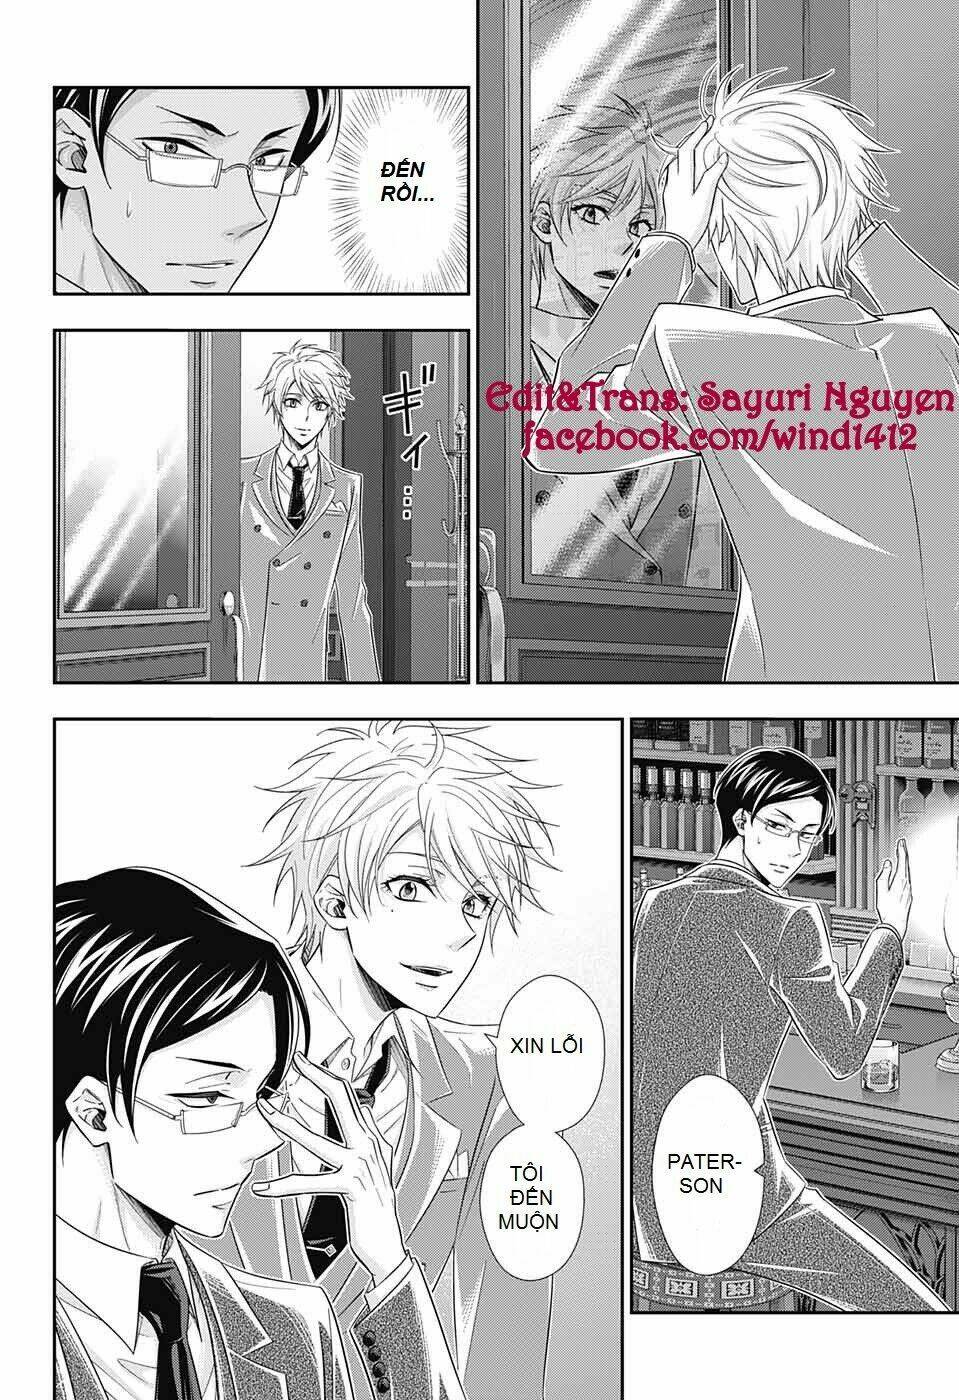 Edit&Trans: Sayuri Nguyen
facebook.com/wind1412
ĐẾN
RỒI...
ギィ...
PATER-
SON
XIN LỖI
TÔI
ĐẾN
MUỘN